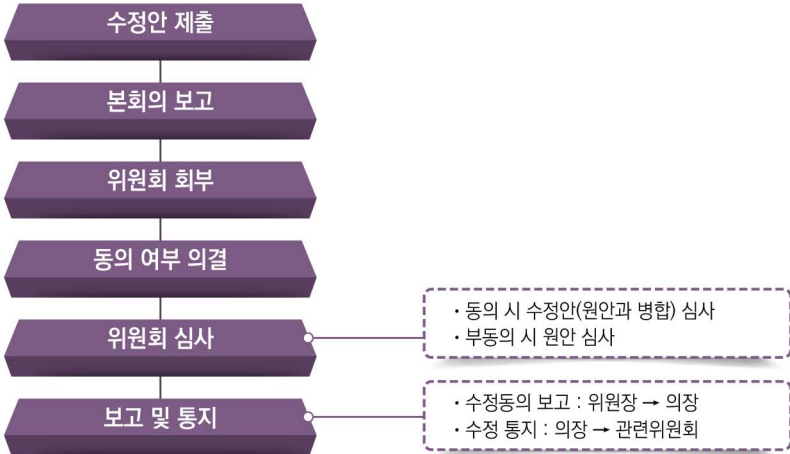 수정안 제출
본회의 보고
위원회 회부
동의 여부 의결
위원회 심사
· 동의 시 수정안(원안과 병합) 심사
· 부동의 시 원안 심사
보고 및 통지
· 수정동의 보고 : 위원장 → 의장
· 수정 통지 : 의장 → 관련위원회